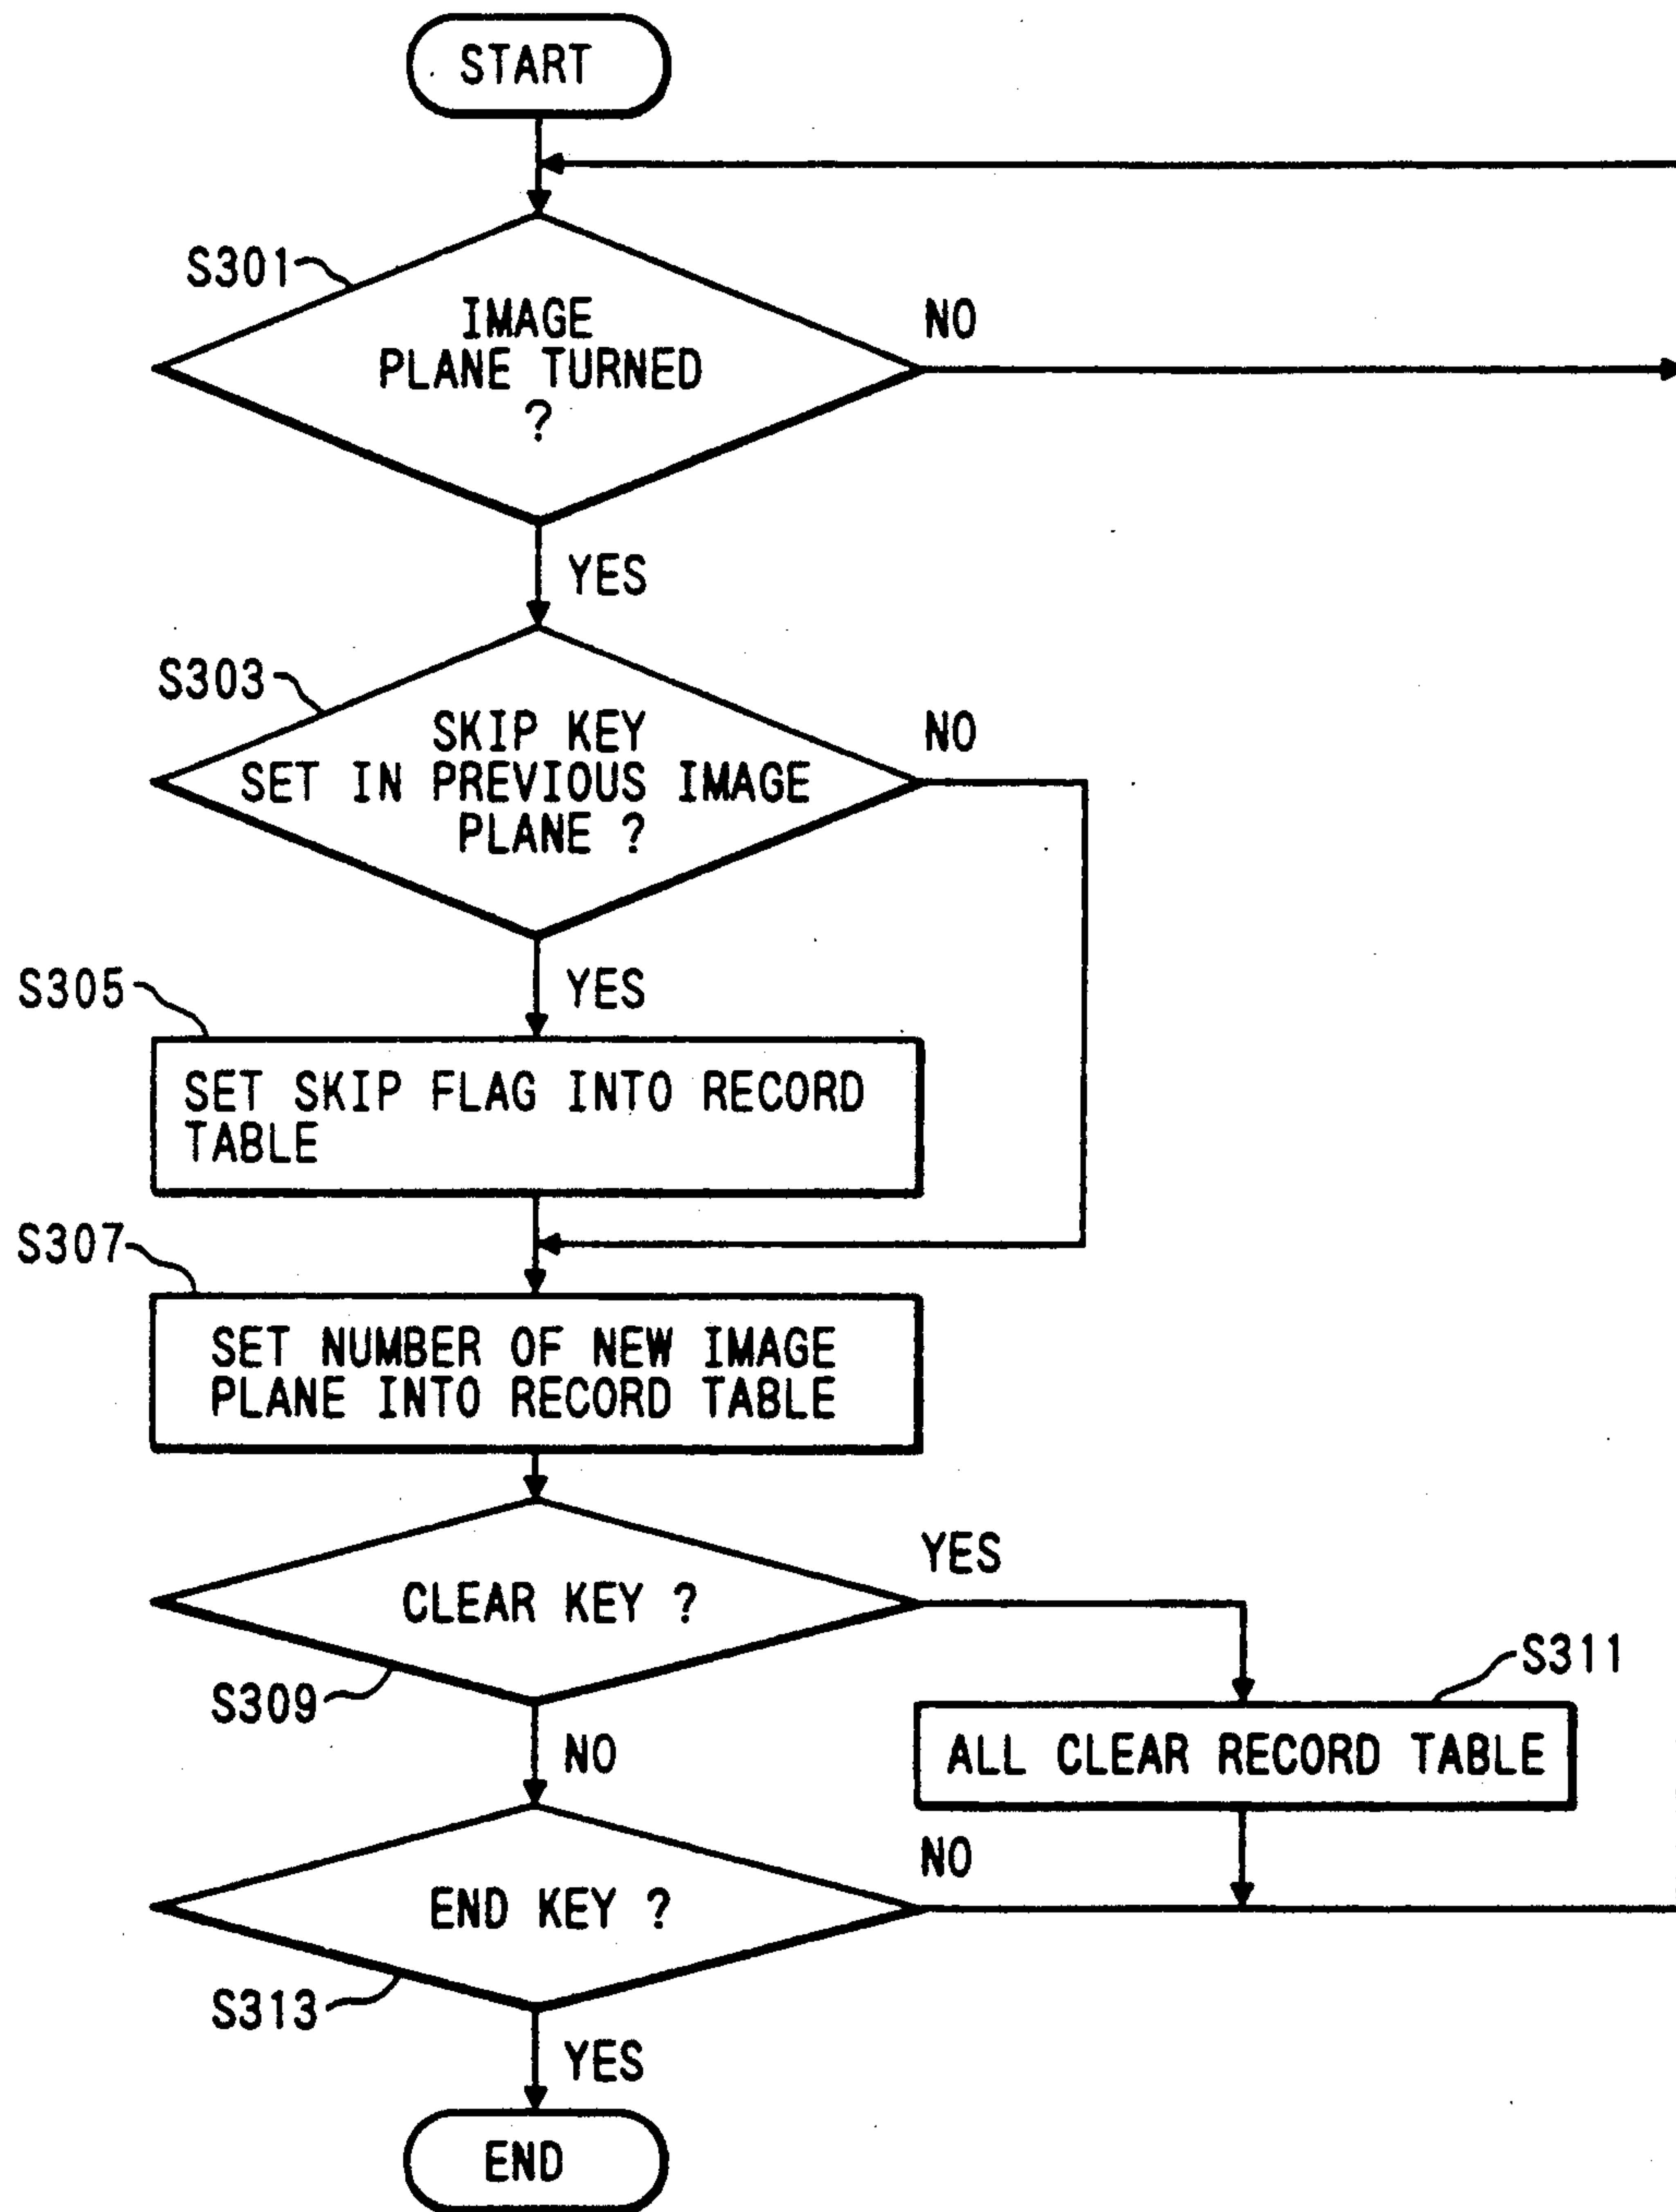 START
S301
IMAGE
PLANE TURNED
?
NO
YES
S303
SKIP KEY
SET IN PREVIOUS IMAGE
PLANE ?
NO
YES
S305
SET SKIP FLAG INTO RECORD
TABLE
S307
SET NUMBER OF NEW IMAGE
PLANE INTO RECORD TABLE
CLEAR KEY ?
YES
S309
NO
S311
ALL CLEAR RECORD TABLE
END KEY ?
NO
S313
YES
END